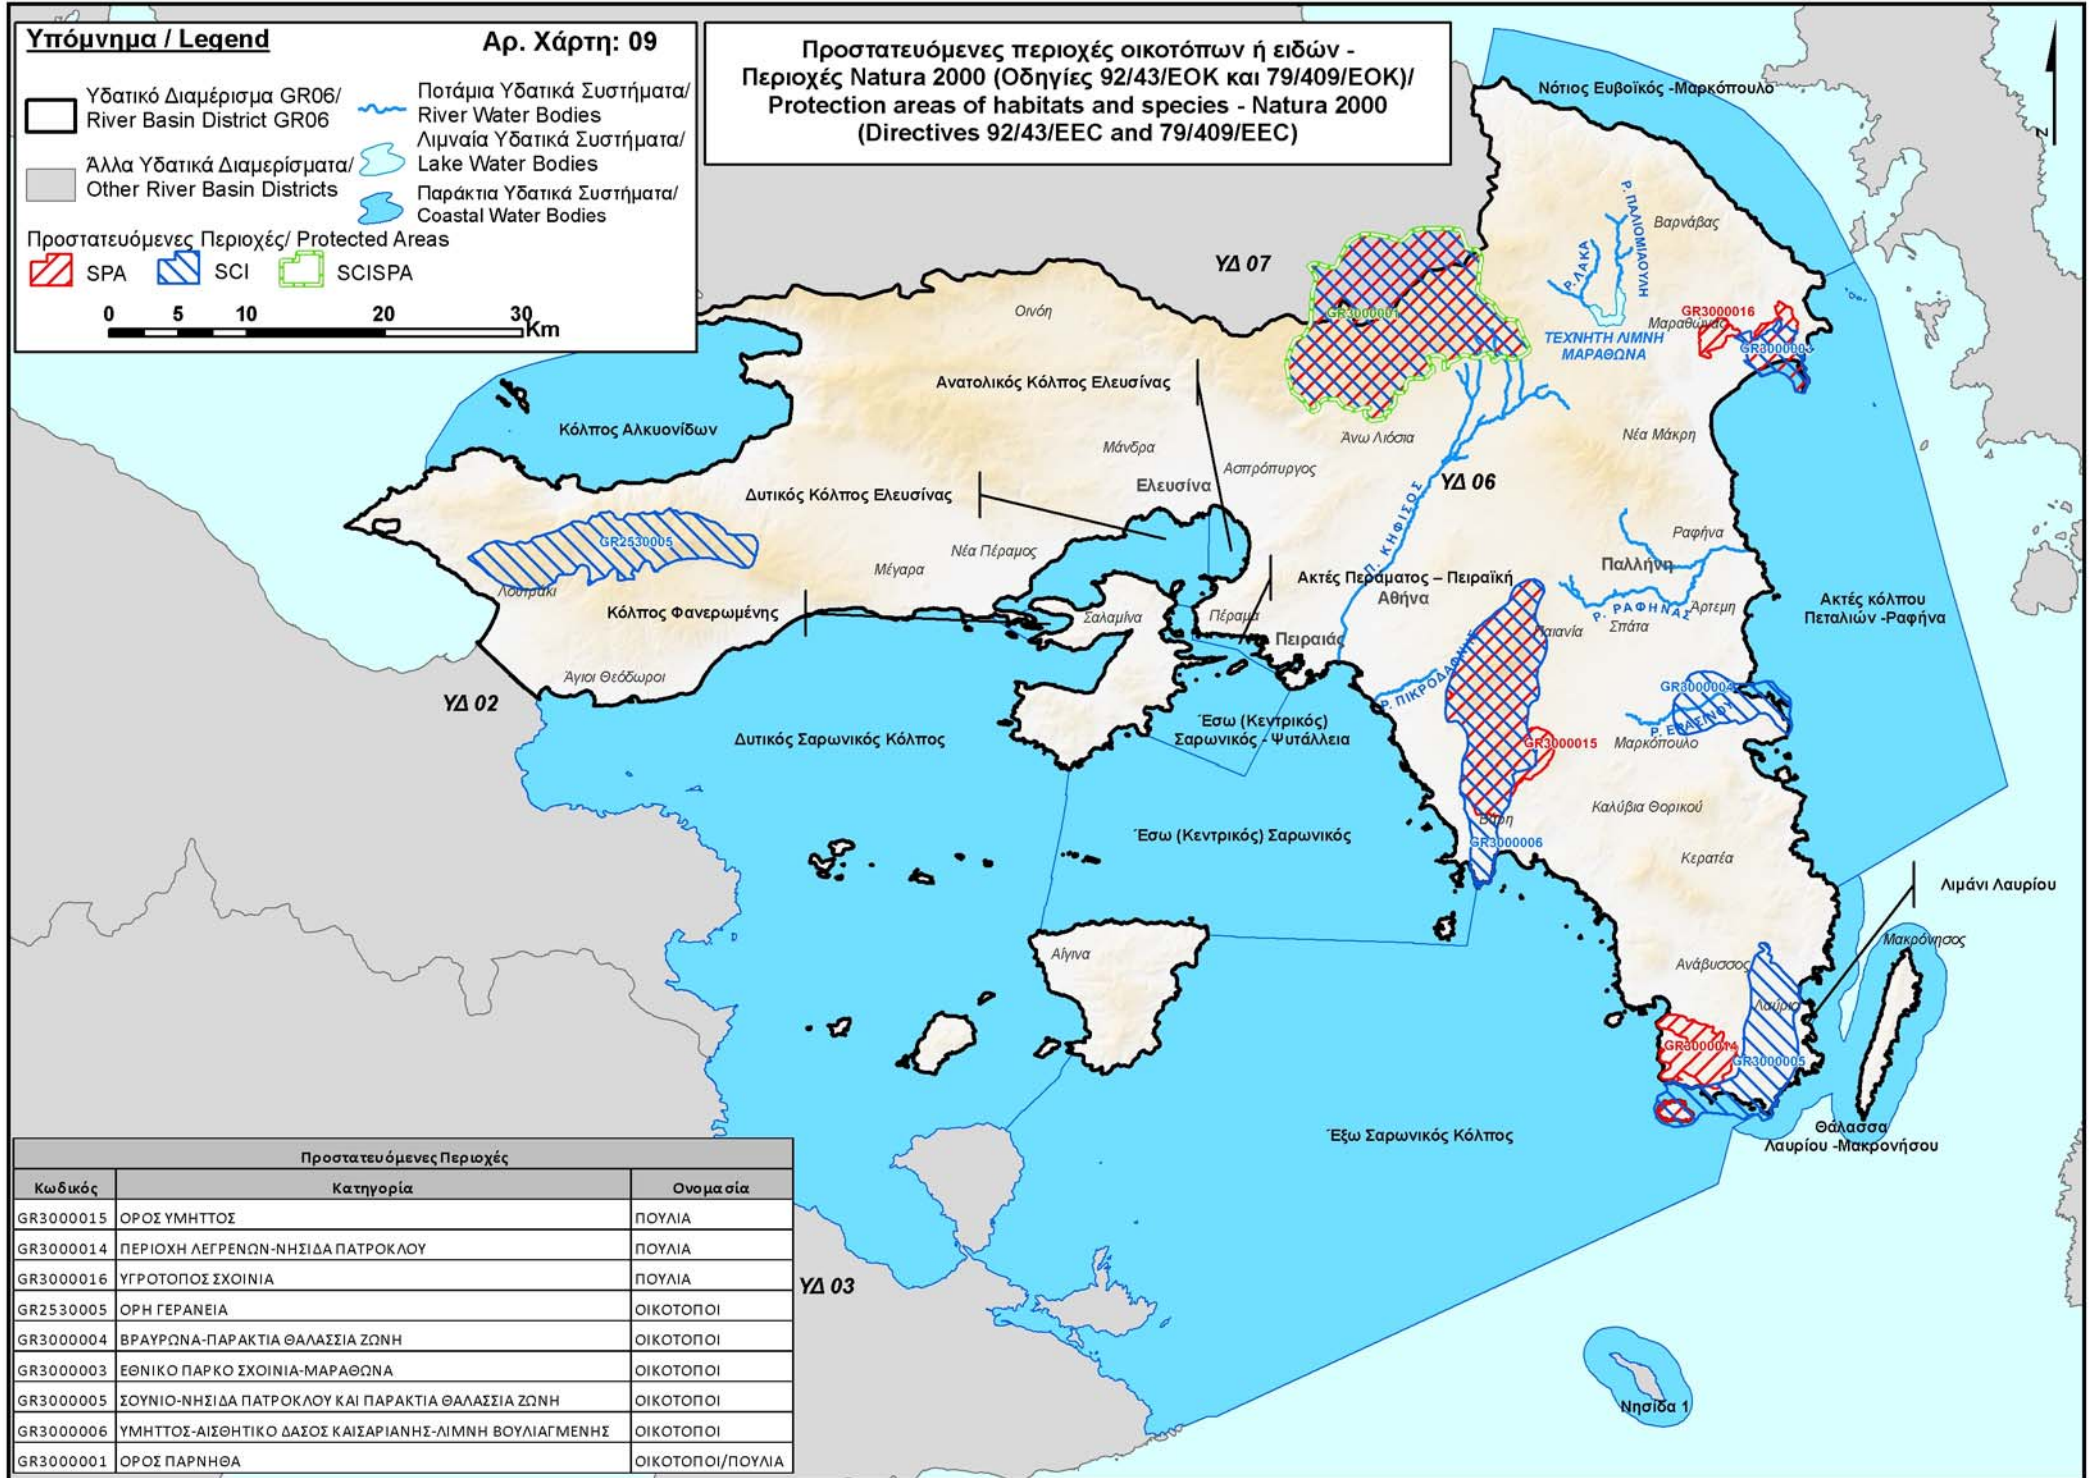 Υπόμνημα / Legend
Αρ. Χάρτη: 09
Υδατικό Διαμέρισμα GR06/
River Basin District GR06
Άλλα Υδατικά Διαμερίσματα/
Other River Basin Districts
Ποτάμια Υδατικά Συστήματα/
River Water Bodies
Λιμναία Υδατικά Συστήματα/
Lake Water Bodies
Παράκτια Υδατικά Συστήματα/
Coastal Water Bodies
Προστατευόμενες Περιοχές/ Protected Areas
SPA
SCI
SCISPA
0 5 10 20 30
Km
Προστατευόμενες περιοχές οικοτόπων ή ειδών -
Περιοχές Natura 2000 (Οδηγίες 92/43/ΕΟΚ και 79/409/ΕΟΚ)/
Protection areas of habitats and species - Natura 2000
(Directives 92/43/EEC and 79/409/EEC)
Z
Νότιος Ευβοϊκός -Μαρκόπουλο
Ρ. ΠΑΛΙΟΜΙΑΟΥΛΗ
Βαρνάβας
Ρ. ΛΑΚΑ
ΥΔ 07
Οινόη
GR3000001
GR3000016
Μαραθώνας
ΤΕΧΝΗΤΗ ΛΙΜΝΗ
ΜΑΡΑΘΩΝΑ
GR3000003
Ανατολικός Κόλπος Ελευσίνας
Κόλπος Αλκυονίδων
Άνω Λιόσια
Νέα Μάκρη
Μάνδρα
Ασπρόπυργος
Ελευσίνα
ΥΔ 06
Δυτικός Κόλπος Ελευσίνας
Π. ΚΗΦΙΣΟΣ
Ραφήνα
GR2530005
Νέα Πέραμος
Μέγαρα
Παλλήνη
Ακτές Περάματος – Πειραϊκή
Αθήνα
Λουτράκι
Κόλπος Φανερωμένης
Σαλαμίνα
Πέραμα
Ρ. ΡΑΦΗΝΑΣ
Άρτεμη
Ακτές κόλπου
Πεταλιών -Ραφήνα
Πειραιάς
Παιανία
Σπάτα
Άγιοι Θεόδωροι
Ρ. ΠΙΚΡΟΔΑΦΝΗΣ
GR3000004
ΥΔ 02
Ρ. ΕΡΑΣΙΝΟΥ
Δυτικός Σαρωνικός Κόλπος
Έσω (Κεντρικός)
Σαρωνικός - Ψυτάλλεια
GR3000015
Μαρκόπουλο
Καλύβια Θορικού
Βάρη
Έσω (Κεντρικός) Σαρωνικός
GR3000006
Κερατέα
Λιμάνι Λαυρίου
Μακρόνησος
Αίγινα
Ανάβυσσος
Λαύριο
GR3000014
GR3000005
Έξω Σαρωνικός Κόλπος
Θάλασσα
Λαυρίου -Μακρονήσου
ΥΔ 03
Νησίδα 1
Προστατευόμενες Περιοχές
Κωδικός Κατηγορία Ονομασία
GR3000015 ΟΡΟΣ ΥΜΗΤΤΟΣ ΠΟΥΛΙΑ
GR3000014 ΠΕΡΙΟΧΗ ΛΕΓΡΕΝΩΝ-ΝΗΣΙΔΑ ΠΑΤΡΟΚΛΟΥ ΠΟΥΛΙΑ
GR3000016 ΥΓΡΟΤΟΠΟΣ ΣΧΟΙΝΙΑ ΠΟΥΛΙΑ
GR2530005 ΟΡΗ ΓΕΡΑΝΕΙΑ ΟΙΚΟΤΟΠΟΙ
GR3000004 ΒΡΑΥΡΩΝΑ-ΠΑΡΑΚΤΙΑ ΘΑΛΑΣΣΙΑ ΖΩΝΗ ΟΙΚΟΤΟΠΟΙ
GR3000003 ΕΘΝΙΚΟ ΠΑΡΚΟ ΣΧΟΙΝΙΑ-ΜΑΡΑΘΩΝΑ ΟΙΚΟΤΟΠΟΙ
GR3000005 ΣΟΥΝΙΟ-ΝΗΣΙΔΑ ΠΑΤΡΟΚΛΟΥ ΚΑΙ ΠΑΡΑΚΤΙΑ ΘΑΛΑΣΣΙΑ ΖΩΝΗ ΟΙΚΟΤΟΠΟΙ
GR3000006 ΥΜΗΤΤΟΣ-ΑΙΣΘΗΤΙΚΟ ΔΑΣΟΣ ΚΑΙΣΑΡΙΑΝΗΣ-ΛΙΜΝΗ ΒΟΥΛΙΑΓΜΕΝΗΣ ΟΙΚΟΤΟΠΟΙ
GR3000001 ΟΡΟΣ ΠΑΡΝΗΘΑ ΟΙΚΟΤΟΠΟΙ/ΠΟΥΛΙΑ